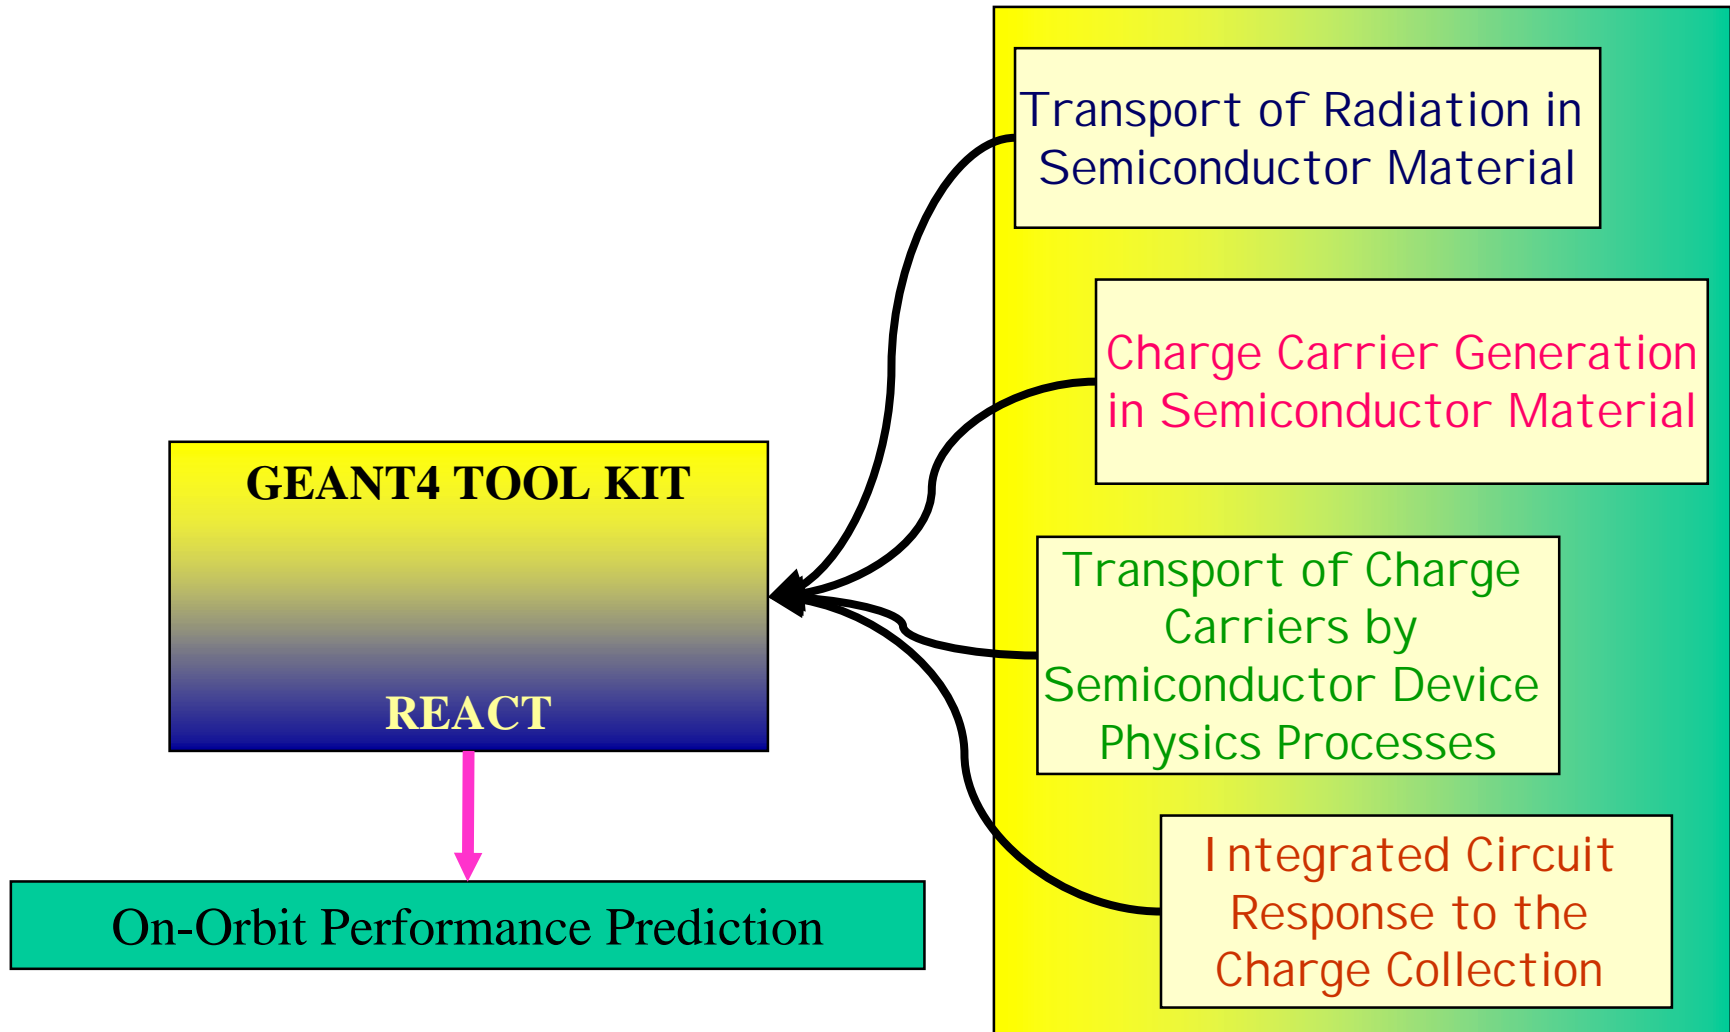 Transport of Radiation in
Semiconductor Material
Charge Carrier Generation
in Semiconductor Material
GEANT4 TOOL KIT
REACT
Transport of Charge
Carriers by
Semiconductor Device
Physics Processes
Integrated Circuit
Response to the
Charge Collection
On-Orbit Performance Prediction